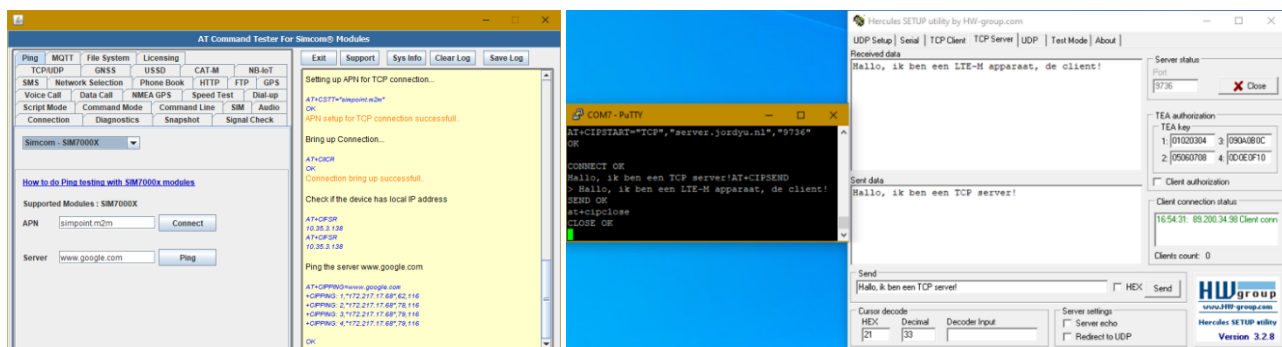 AT Command Tester For Simcom® Modules
Ping MQTT File System Licensing
TCP/UDP GNSS USSD CAT-M NB-IoT
SMS Network Selection Phone Book HTTP FTP GPS
Voice Call Data Call NMEA GPS Speed Test Dial-up
Script Mode Command Mode Command Line SIM Audio
Connection Diagnostics Snapshot Signal Check
Simcom - SIM7000X
How to do Ping testing with SIM7000x modules
Supported Modules : SIM7000X
APN simpoint.m2m Connect
Server www.google.com Ping
Exit Support Sys Info Clear Log Save Log
Setting up APN for TCP connection...
AT+CSTT="simpoint.m2m"
OK
APN setup for TCP connection successfull..
Bring up Connection...
AT+CIICR
OK
Connection bring up successfull..
Check if the device has local IP address
AT+CIFSR
10.35.3.138
AT+CIFSR
10.35.3.138
Ping the server www.google.com
AT+CIPPING=www.google.com
+CIPPING: 1,"172.217.17.68",62,116
+CIPPING: 2,"172.217.17.68",78,116
+CIPPING: 3,"172.217.17.68",79,116
+CIPPING: 4,"172.217.17.68",79,116
OK
COM7 - PuTTY
AT+CIPSTART="TCP","server.jordyu.nl","9736"
OK
CONNECT OK
Hallo, ik ben een TCP server!AT+CIPSEND
> Hallo, ik ben een LTE-M apparaat, de client!
SEND OK
at+cipclose
CLOSE OK
Hercules SETUP utility by HW-group.com
UDP Setup Serial TCP Client TCP Server UDP Test Mode About
Received data
Hallo, ik ben een LTE-M apparaat, de client!
Sent data
Hallo, ik ben een TCP server!
Server status
Port
9736 Close
TEA authorization
TEA key
1: 01020304 3: 090A0B0C
2: 05060708 4: 0D0E0F10
Client authorization
Client connection status
16:54:31: 89.200.34.98 Client conn
Clients count: 0
Send
Hallo, ik ben een TCP server! HEX Send
Cursor decode
HEX Decimal Decoder Input
21 33
Server settings
Server echo
Redirect to UDP
HWgroup
www.HW-group.com
Hercules SETUP utility
Version 3.2.8